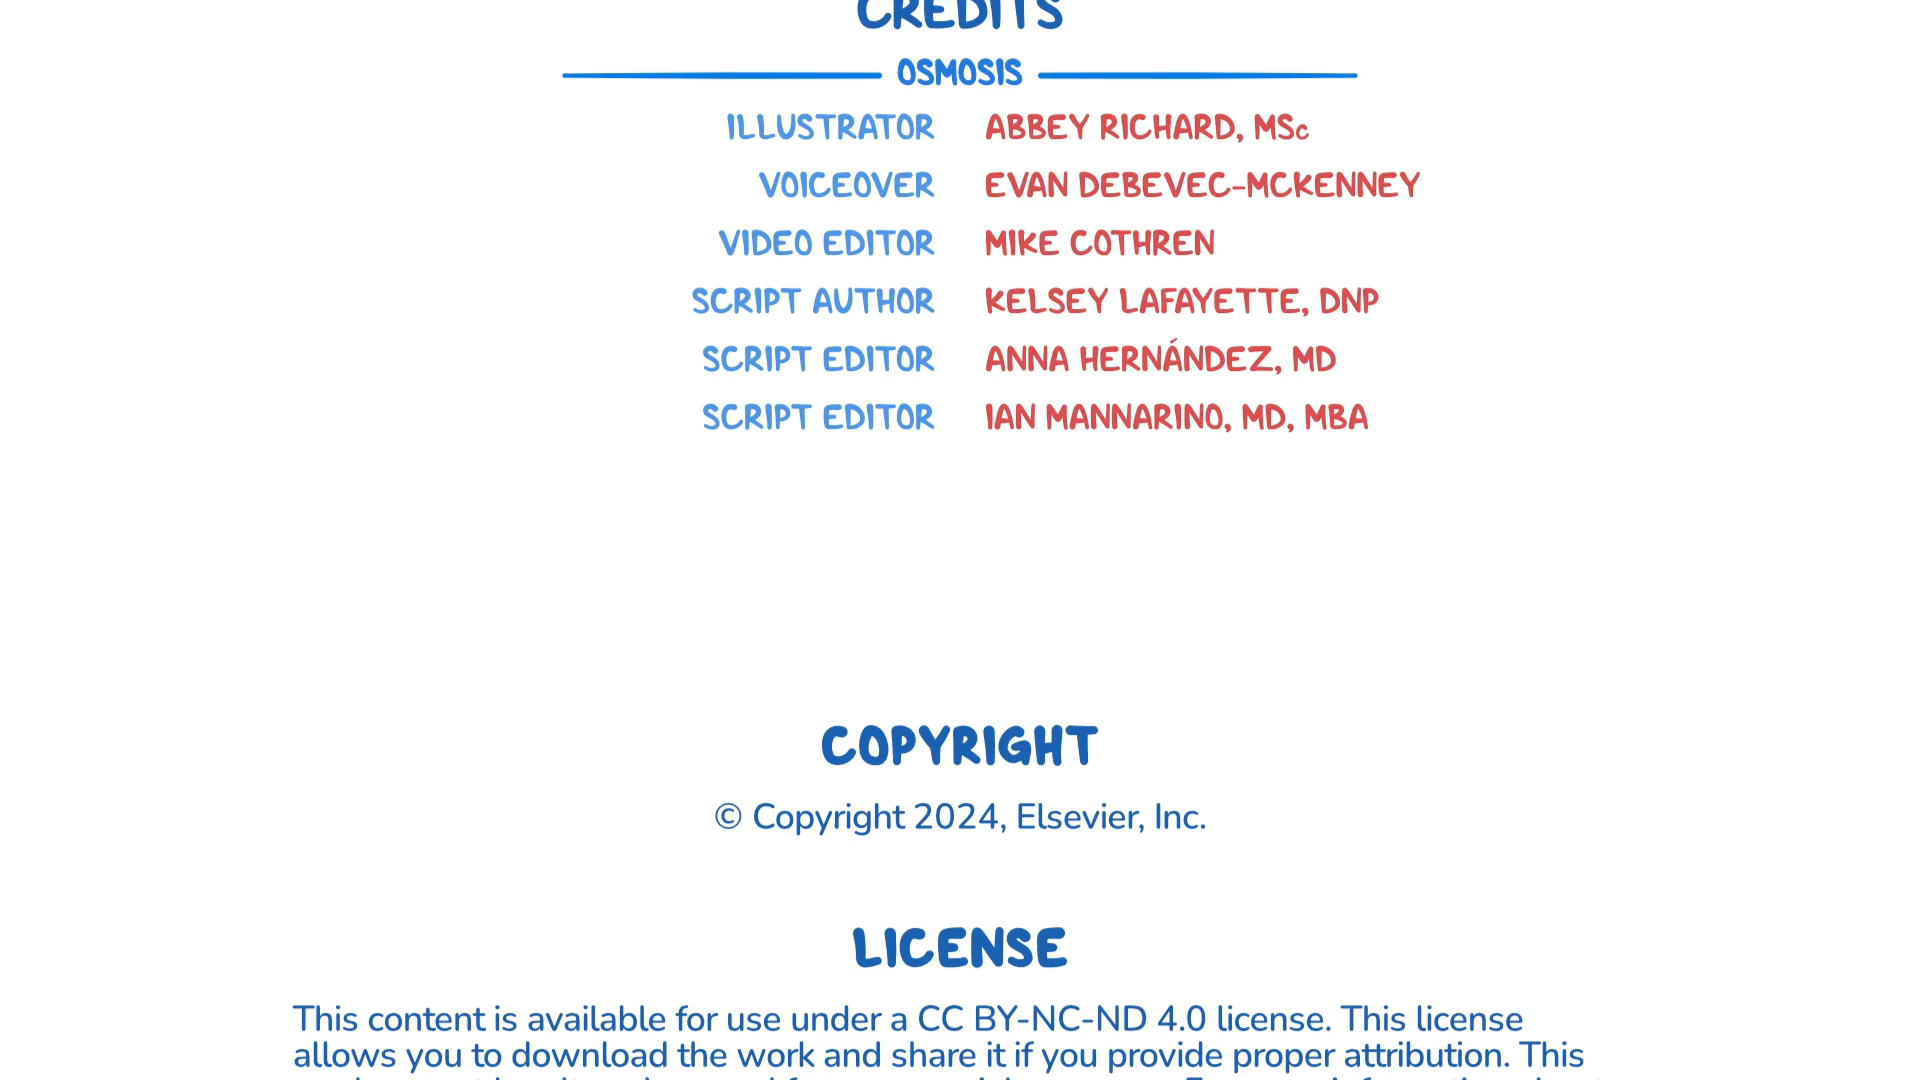 CREDITS
OSMOSIS
ILLUSTRATOR ABBEY RICHARD, MSc
VOICEOVER EVAN DEBEVEC-MCKENNEY
VIDEO EDITOR MIKE COTHREN
SCRIPT AUTHOR KELSEY LAFAYETTE, DNP
SCRIPT EDITOR ANNA HERNÁNDEZ, MD
SCRIPT EDITOR IAN MANNARINO, MD, MBA
COPYRIGHT
© Copyright 2024, Elsevier, Inc.
LICENSE
This content is available for use under a CC BY-NC-ND 4.0 license. This license
allows you to download the work and share it if you provide proper attribution. This